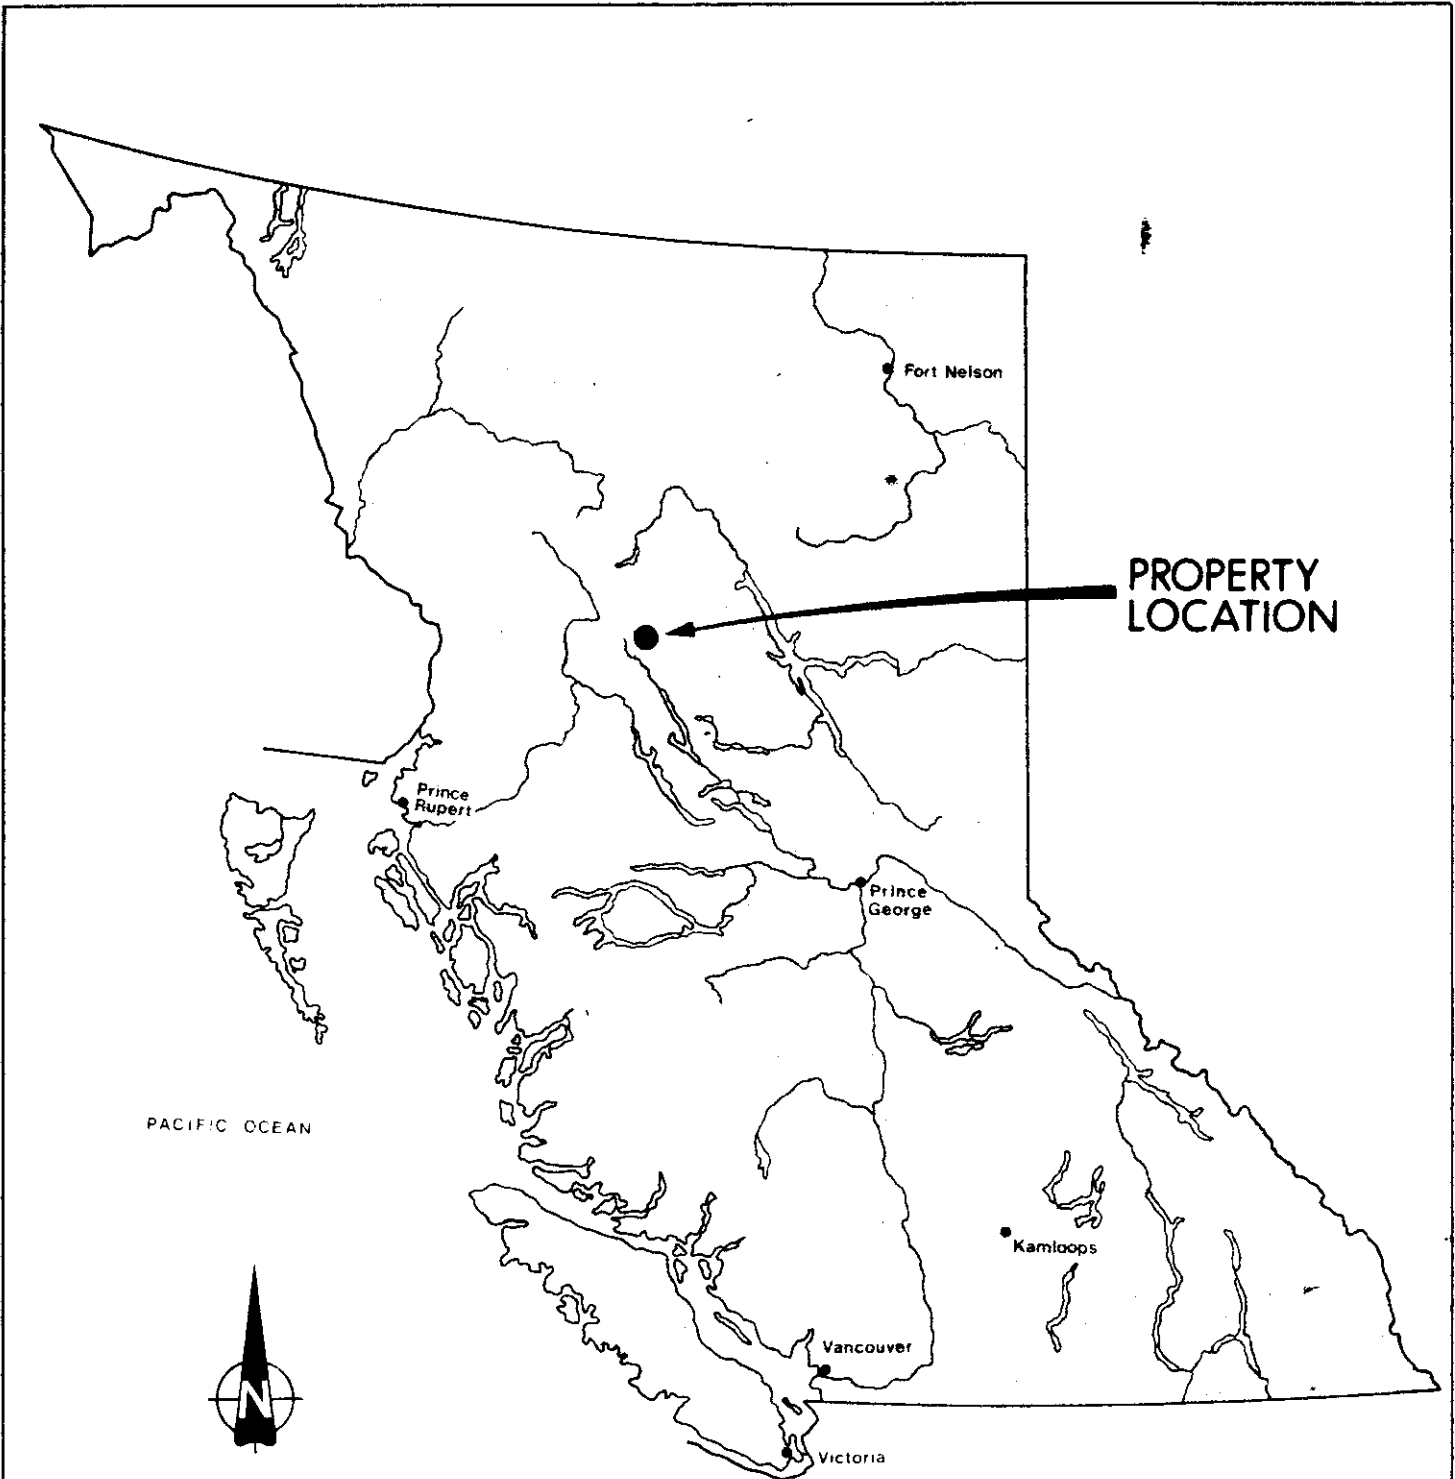 Fort Nelson
PROPERTY
LOCATION
Prince
Rupert
Prince
George
PACIFIC OCEAN
Kamloops
Vancouver
N
Victoria